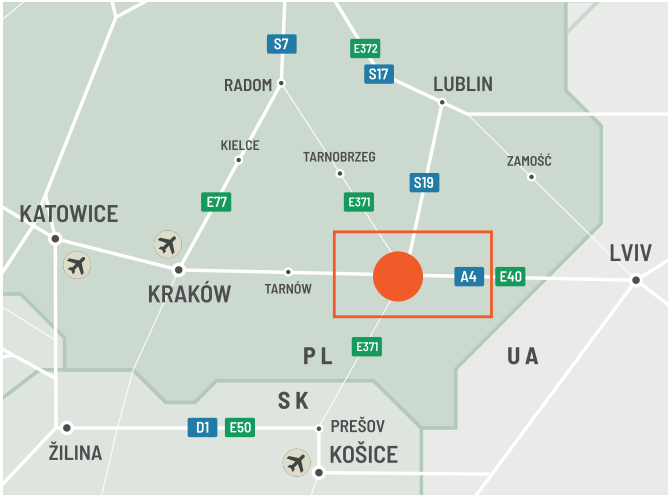 S7
E372
S17
RADOM
LUBLIN
KIELCE
TARNOBRZEG
ZAMOŚĆ
S19
E77
E371
KATOWICE
LVIV
A4
E40
KRAKÓW
TARNÓW
E371
PL
UA
SK
D1
E50
PREŠOV
ŽILINA
KOŠICE